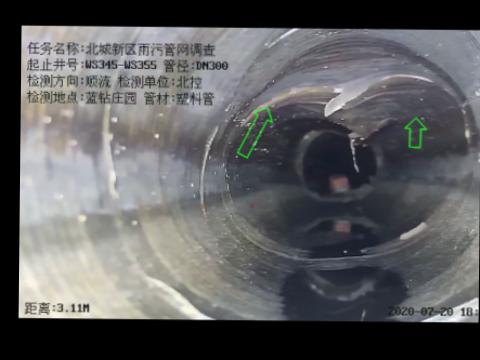 任务名称:北城新区雨污管网调查
起止井号:WS345-WS355 管径:DN300
检测方向:顺流 检测单位:北控
检测地点:蓝钻庄园 管材:塑料管
距离:3.11M
2020-07-20 18: